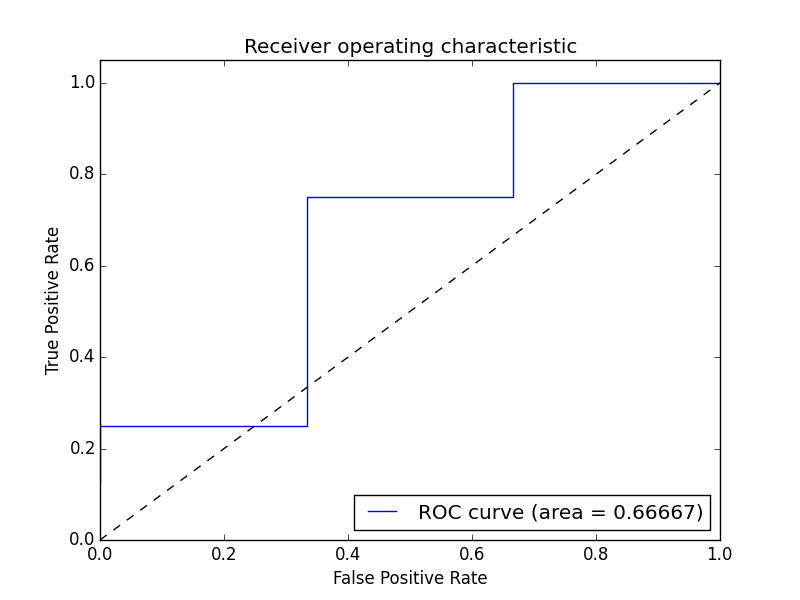 Receiver operating characteristic
1.0
0.8
0.6
0.4
0.2
0.0
True Positive Rate
ROC curve (area = 0.66667)
0.0 0.2 0.4 0.6 0.8 1.0
False Positive Rate